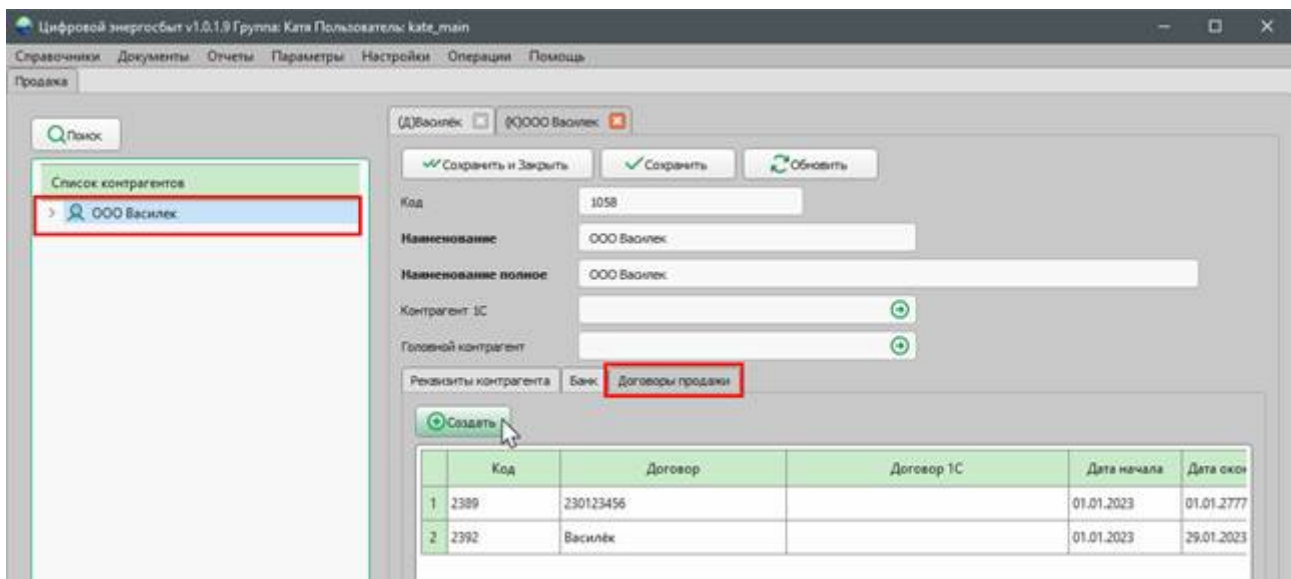 Цифровой энергосбыт v1.0.1.9 Группа: Катя Пользователь: kate_main
Справочники Документы Отчеты Параметры Настройки Операции Помощь
Продажа
Поиск
Список контрагентов
ООО Василек
(Д)Василёк (К)ООО Василек
Сохранить и Закрыть Сохранить Обновить
Код 1058
Наименование ООО Василек
Наименование полное ООО Василек
Контрагент 1С
Головной контрагент
Реквизиты контрагента Банк Договоры продажи
Создать
Код Договор Договор 1С Дата начала Дата окон
1 2389 230123456 01.01.2023 01.01.2777
2 2392 Василёк 01.01.2023 29.01.2023